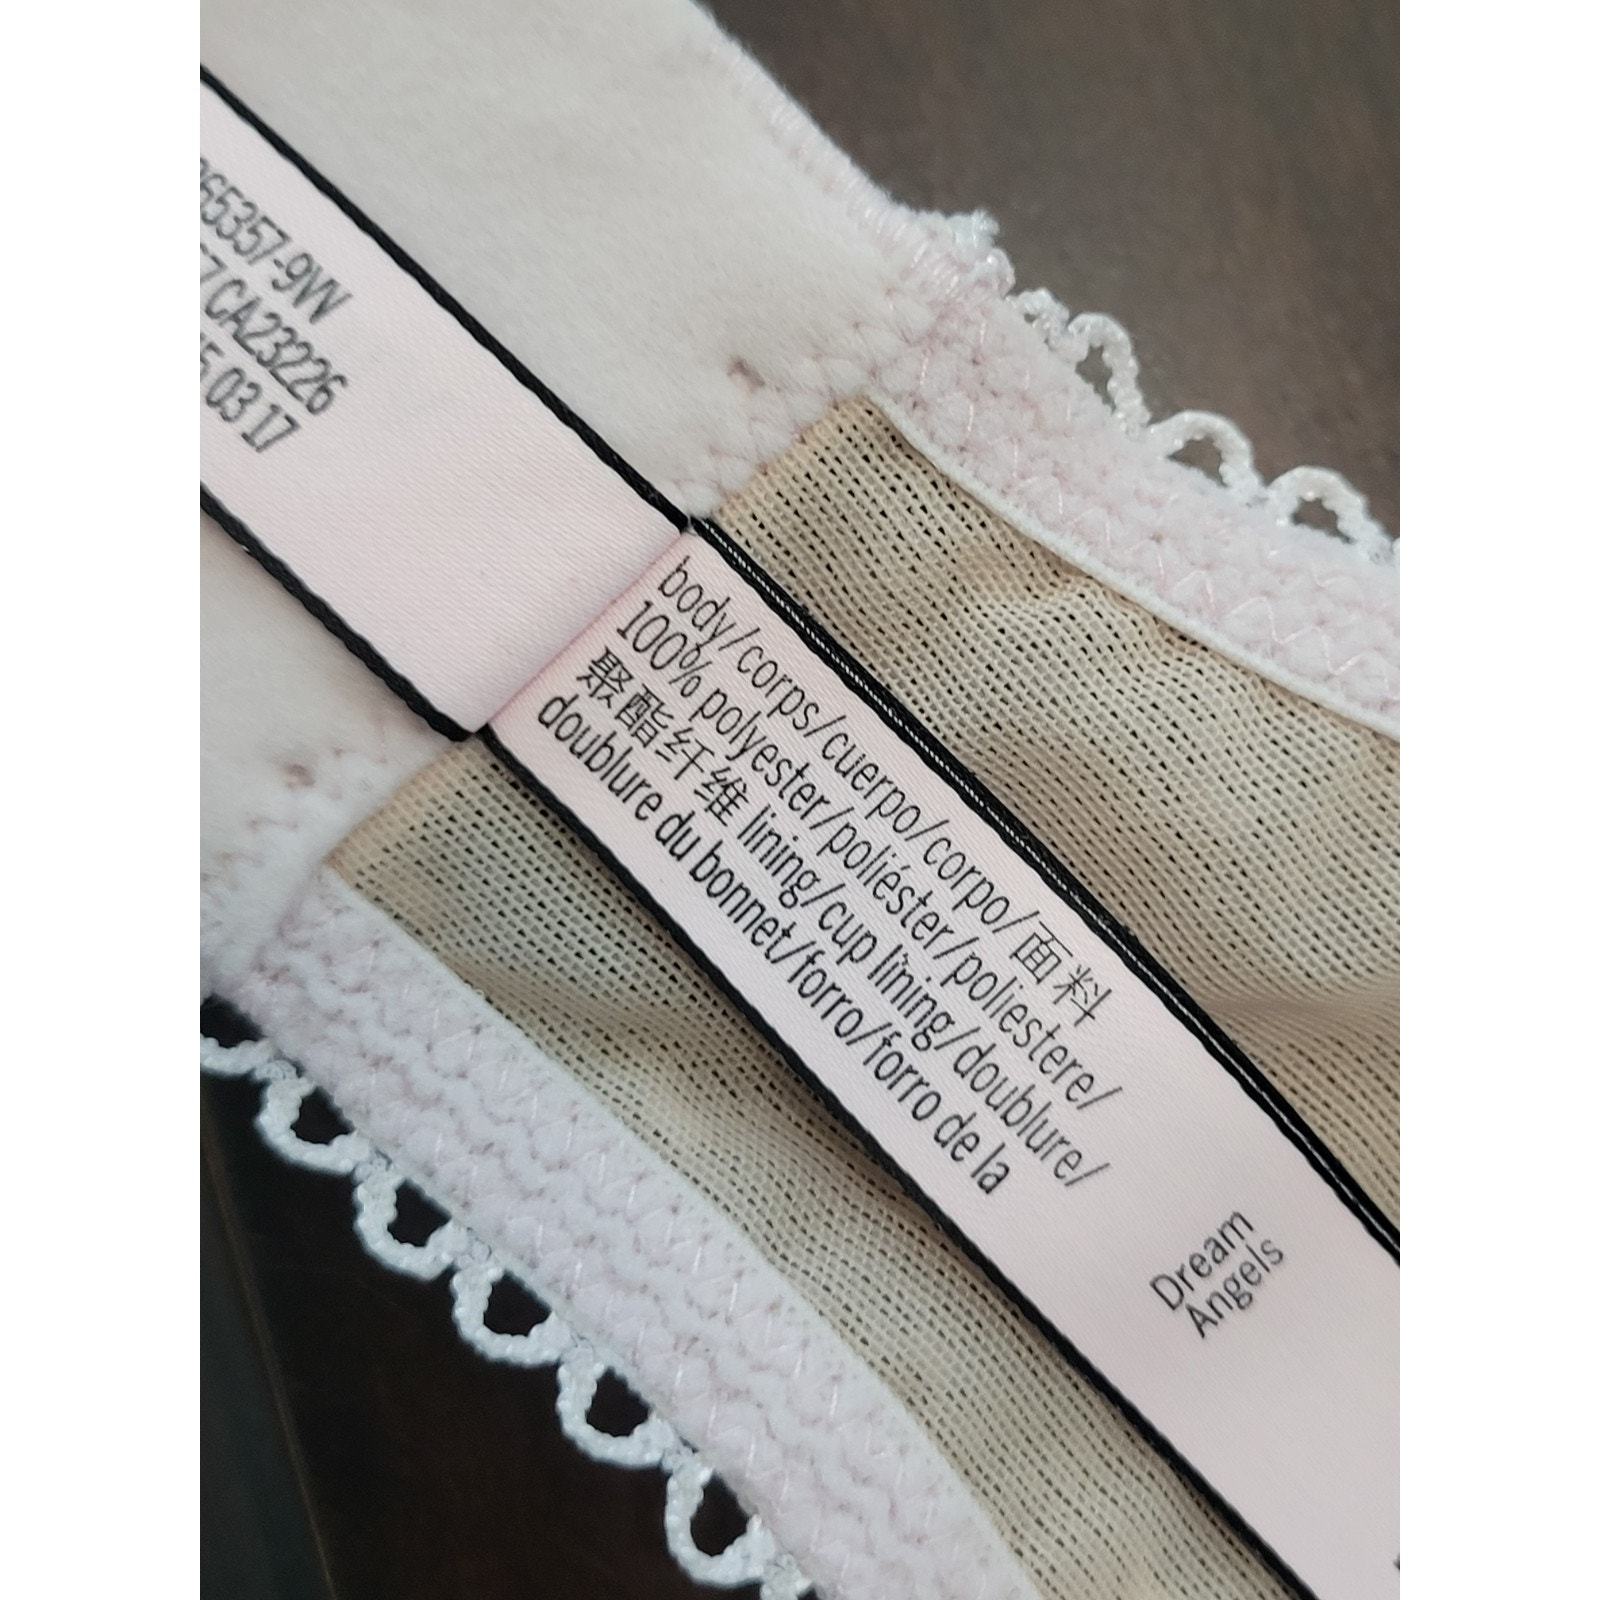 65357-9VV
7 CA23226
5 03 17
body/corps/cuerpo/corpo/面料
100% polyester/poliéster/poliestere/
聚酯纤维 lining/cup lining/doublure/
doublure du bonnet/forro/forro de la
Dream
Angels